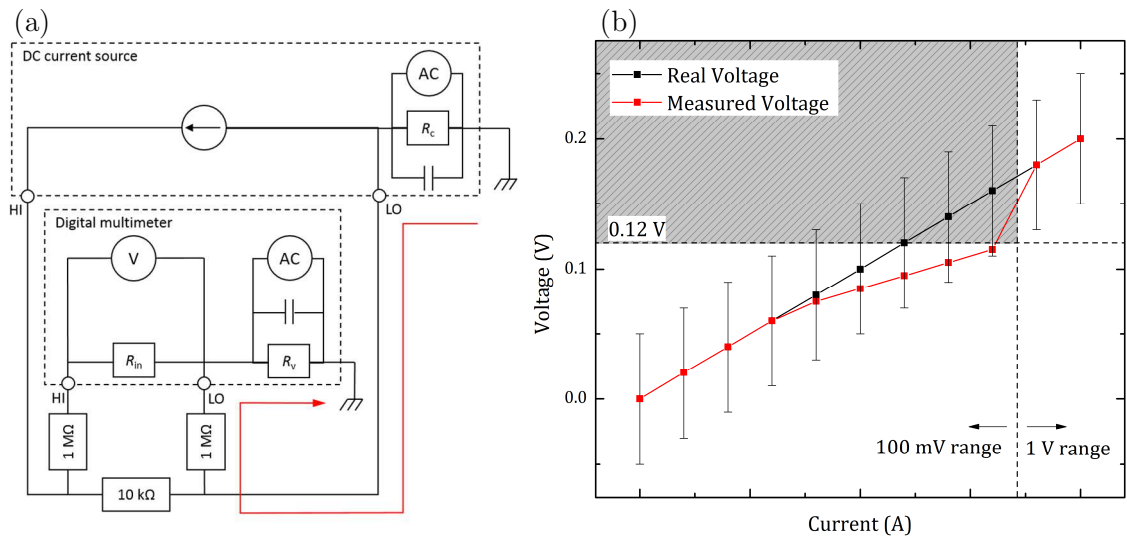 (a)
DC current source
AC
Rc
HI
LO
Digital multimeter
V
AC
Rin
Rv
HI
LO
1 MΩ
1 MΩ
10 kΩ
(b)
Real Voltage
Measured Voltage
0.2
0.12 V
0.1
0.0
Voltage (V)
100 mV range
1 V range
Current (A)